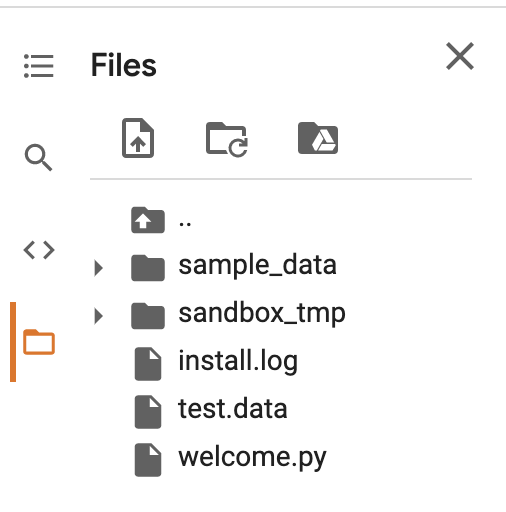 Files
..
sample_data
sandbox_tmp
install.log
test.data
welcome.py